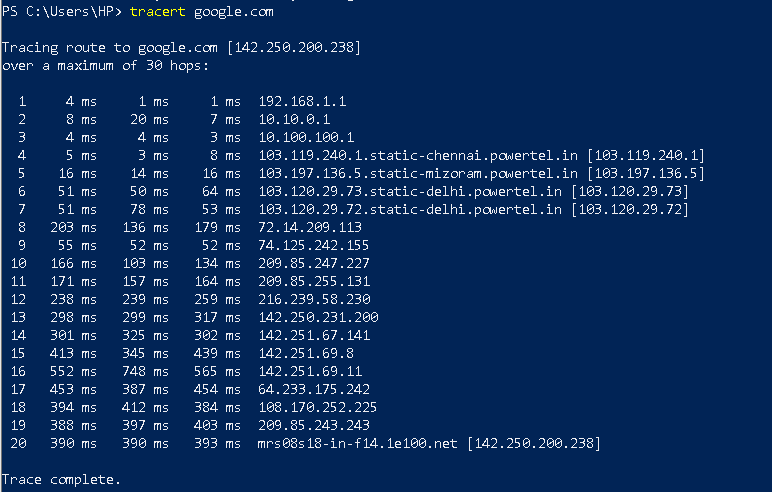 PS C:\Users\HP> tracert google.com
Tracing route to google.com [142.250.200.238]
over a maximum of 30 hops:
1 4 ms 1 ms 1 ms 192.168.1.1
2 8 ms 20 ms 7 ms 10.10.0.1
3 4 ms 4 ms 3 ms 10.100.100.1
4 5 ms 3 ms 8 ms 103.119.240.1.static-chennai.powertel.in [103.119.240.1]
5 16 ms 14 ms 16 ms 103.197.136.5.static-mizoram.powertel.in [103.197.136.5]
6 51 ms 50 ms 64 ms 103.120.29.73.static-delhi.powertel.in [103.120.29.73]
7 51 ms 78 ms 53 ms 103.120.29.72.static-delhi.powertel.in [103.120.29.72]
8 203 ms 136 ms 179 ms 72.14.209.113
9 55 ms 52 ms 52 ms 74.125.242.155
10 166 ms 103 ms 134 ms 209.85.247.227
11 171 ms 157 ms 164 ms 209.85.255.131
12 238 ms 239 ms 259 ms 216.239.58.230
13 298 ms 299 ms 317 ms 142.250.231.200
14 301 ms 325 ms 302 ms 142.251.67.141
15 413 ms 345 ms 439 ms 142.251.69.8
16 552 ms 748 ms 565 ms 142.251.69.11
17 453 ms 387 ms 454 ms 64.233.175.242
18 394 ms 412 ms 384 ms 108.170.252.225
19 388 ms 397 ms 403 ms 209.85.243.243
20 390 ms 390 ms 393 ms mrs08s18-in-f14.1e100.net [142.250.200.238]
Trace complete.